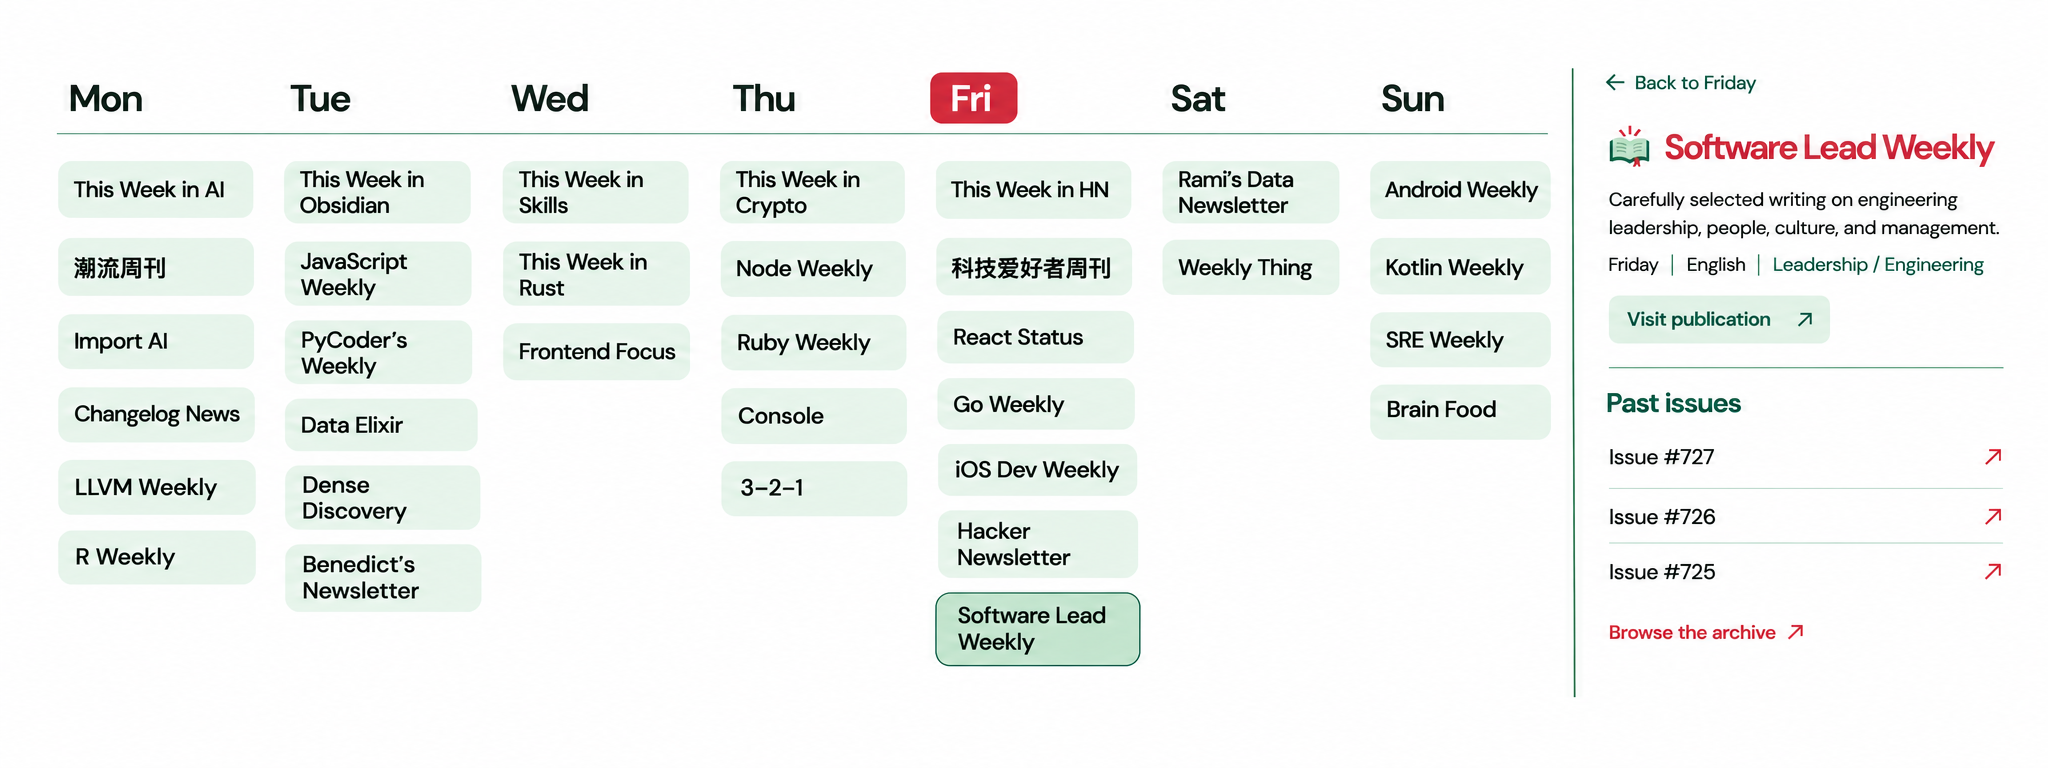 Mon
This Week in AI
潮流周刊
Import AI
Changelog News
LLVM Weekly
R Weekly
Tue
This Week in
Obsidian
JavaScript
Weekly
PyCoder’s
Weekly
Data Elixir
Dense
Discovery
Benedict’s
Newsletter
Wed
This Week in
Skills
This Week in
Rust
Frontend Focus
Thu
This Week in
Crypto
Node Weekly
Ruby Weekly
Console
3–2–1
Fri
This Week in HN
科技爱好者周刊
React Status
Go Weekly
iOS Dev Weekly
Hacker
Newsletter
Software Lead
Weekly
Sat
Rami’s Data
Newsletter
Weekly Thing
Sun
Android Weekly
Kotlin Weekly
SRE Weekly
Brain Food
← Back to Friday
Software Lead Weekly
Carefully selected writing on engineering
leadership, people, culture, and management.
Friday | English | Leadership / Engineering
Visit publication ↗
Past issues
Issue #727 ↗
Issue #726 ↗
Issue #725 ↗
Browse the archive ↗